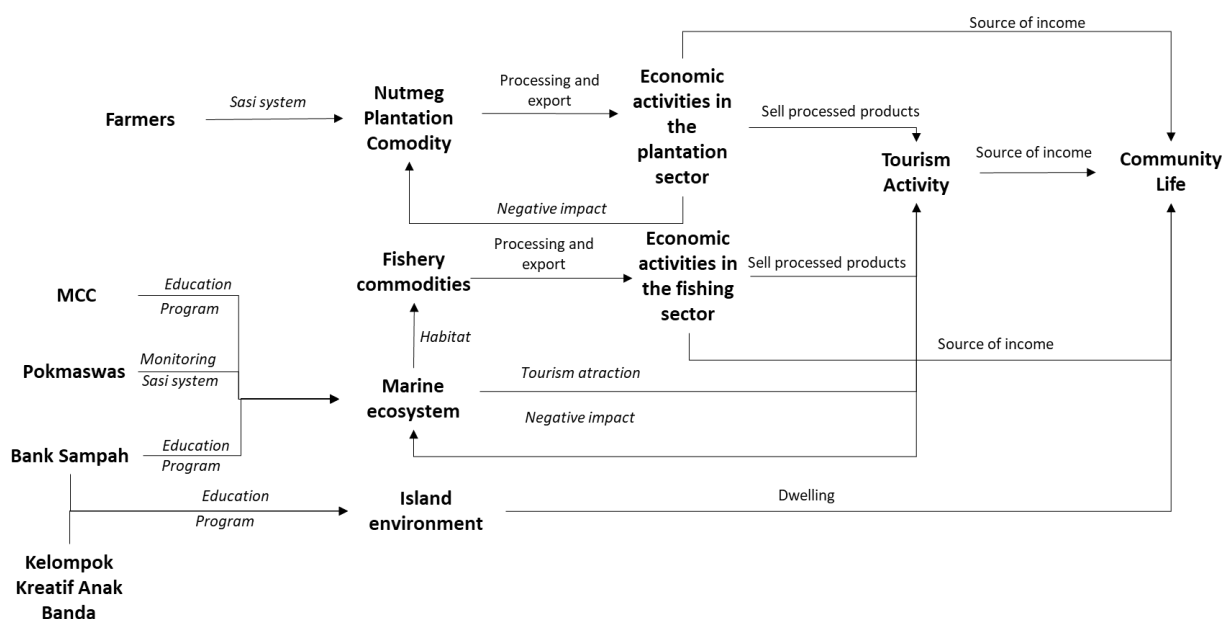 Source of income
Farmers
Sasi system
Nutmeg
Plantation
Comodity
Processing and
export
Economic
activities in
the
plantation
sector
Sell processed products
Tourism
Activity
Source of income
Community
Life
Negative impact
Fishery
commodities
Processing and
export
Economic
activities in
the fishing
sector
Sell processed products
MCC
Education
Program
Habitat
Source of income
Pokmaswas
Monitoring
Sasi system
Marine
ecosystem
Tourism atraction
Negative impact
Bank Sampah
Education
Program
Education
Program
Island
environment
Dwelling
Kelompok
Kreatif Anak
Banda